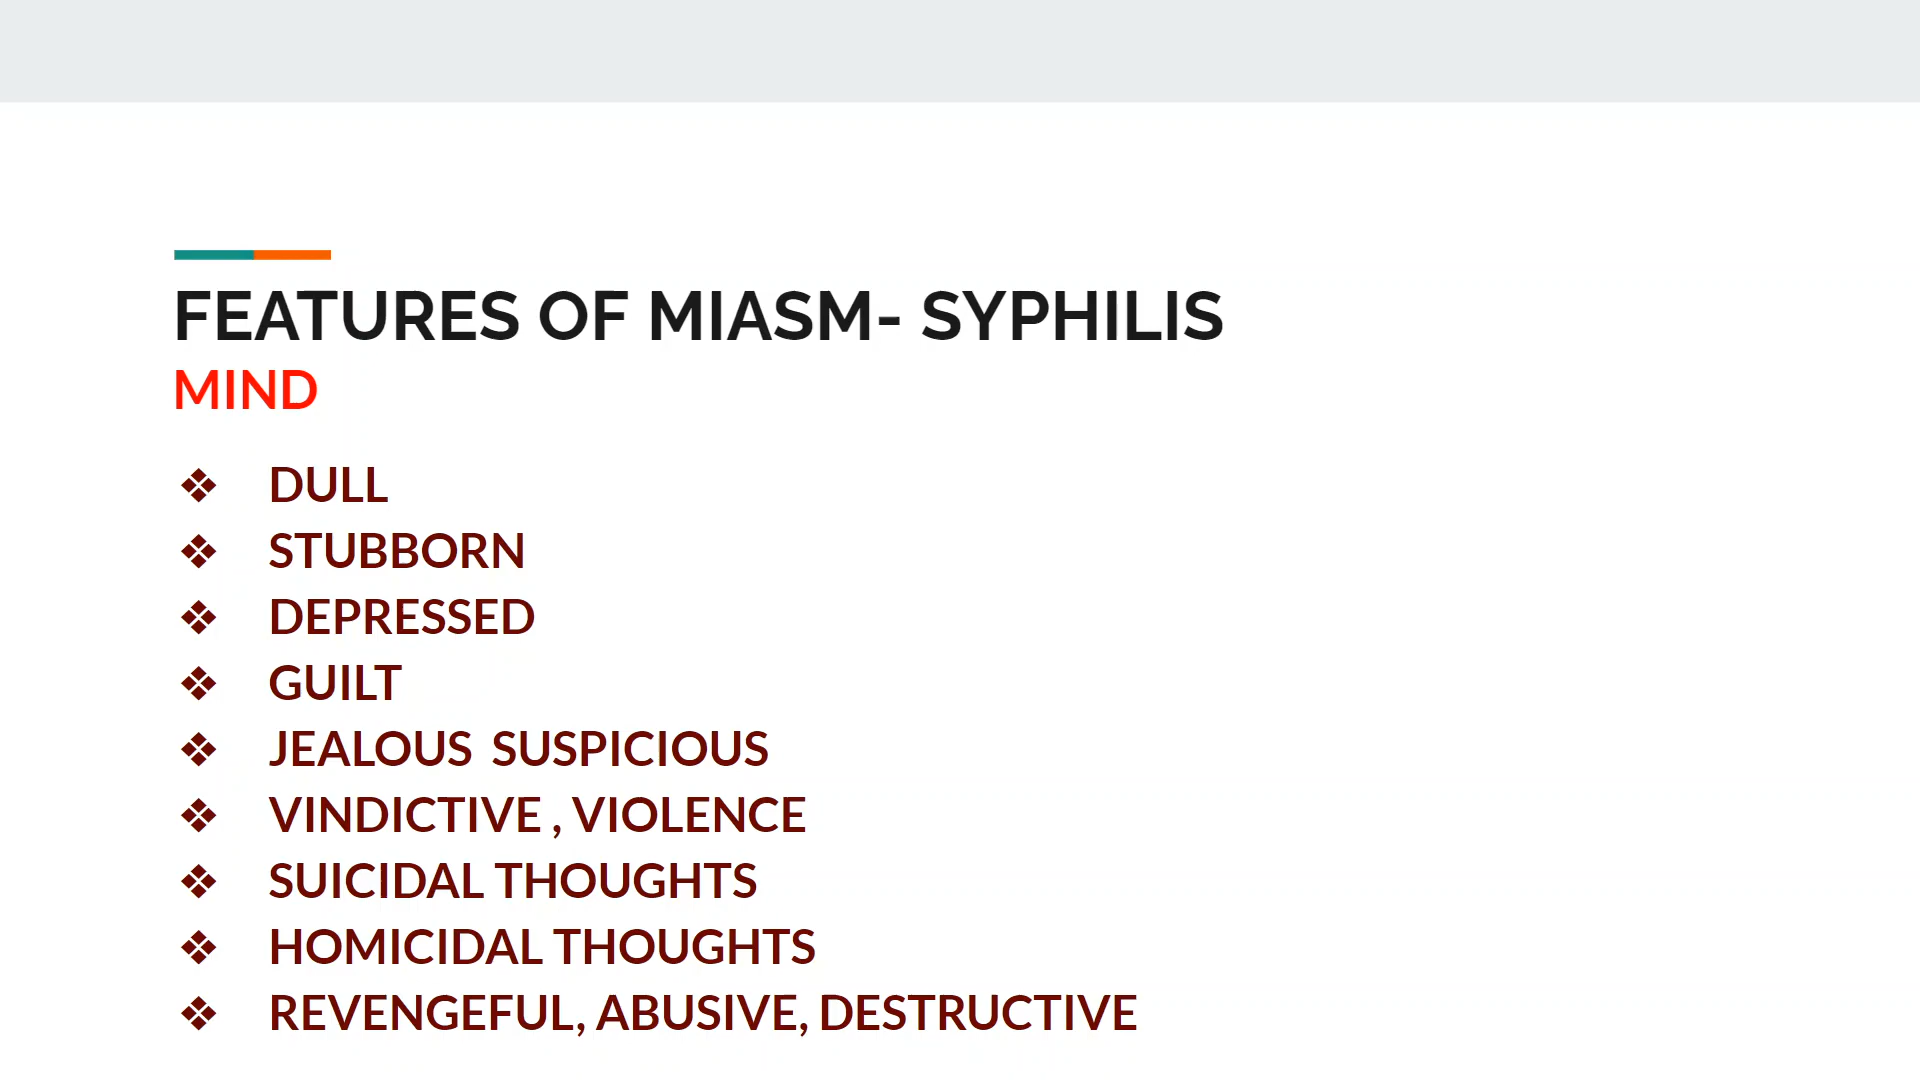 FEATURES OF MIASM- SYPHILIS
MIND
❖ DULL
❖ STUBBORN
❖ DEPRESSED
❖ GUILT
❖ JEALOUS SUSPICIOUS
❖ VINDICTIVE , VIOLENCE
❖ SUICIDAL THOUGHTS
❖ HOMICIDAL THOUGHTS
❖ REVENGEFUL, ABUSIVE, DESTRUCTIVE